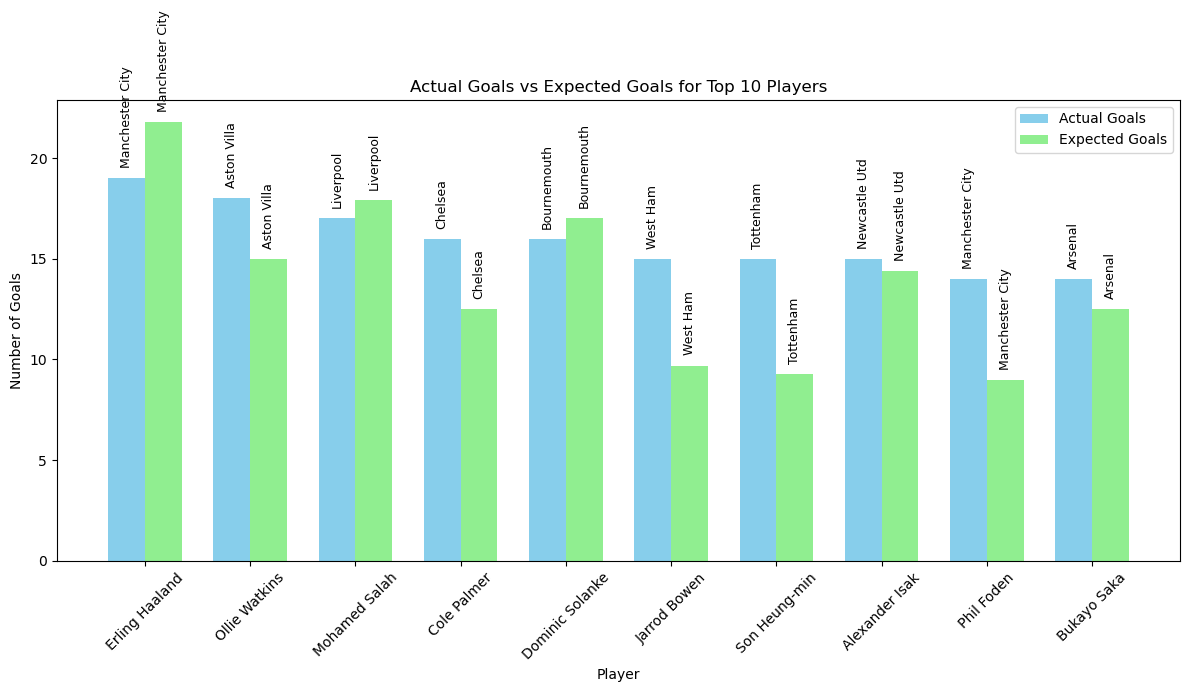 Actual Goals vs Expected Goals for Top 10 Players
Actual Goals
Expected Goals
Number of Goals
20
15
10
5
0
Manchester City
Manchester City
Aston Villa
Aston Villa
Liverpool
Liverpool
Chelsea
Chelsea
Bournemouth
Bournemouth
West Ham
West Ham
Tottenham
Tottenham
Newcastle Utd
Newcastle Utd
Manchester City
Manchester City
Arsenal
Arsenal
Erling Haaland
Ollie Watkins
Mohamed Salah
Cole Palmer
Dominic Solanke
Jarrod Bowen
Son Heung-min
Alexander Isak
Phil Foden
Bukayo Saka
Player